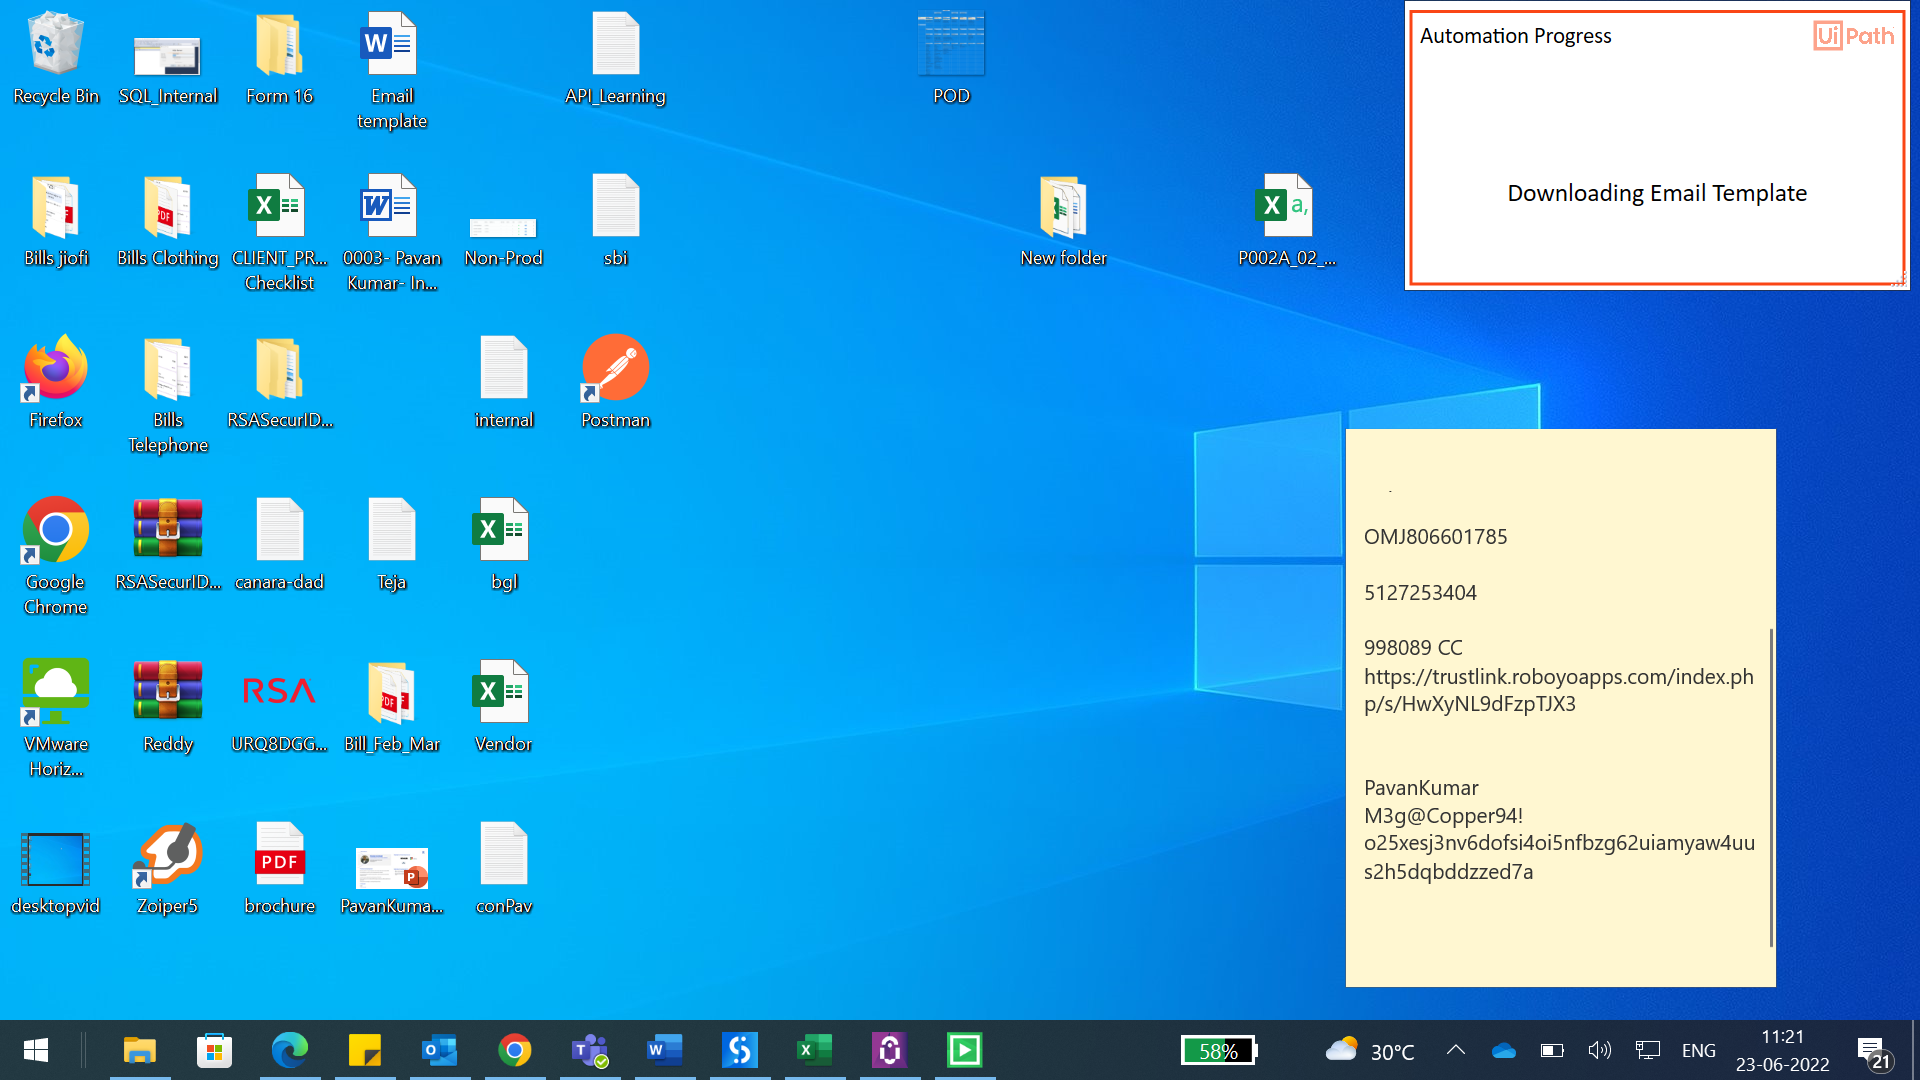 Recycle Bin
SQL_Internal
Form 16
Email
template
API_Learning
POD
Automation Progress
UiPath
Downloading Email Template
Bills jiofi
Bills Clothing
CLIENT_PR...
Checklist
0003- Pavan
Kumar- In...
Non-Prod
sbi
New folder
P002A_02_...
Firefox
Bills
Telephone
RSASecurID...
internal
Postman
Google
Chrome
RSASecurID...
canara-dad
Teja
bgl
VMware
Horiz...
Reddy
RSA
URQ8DGG...
Bill_Feb_Mar
Vendor
desktopvid
Zoiper5
PDF
brochure
PavanKuma...
conPav
OMJ806601785
5127253404
998089 CC
https://trustlink.roboyoapps.com/index.ph
p/s/HwXyNL9dFzpTJX3
PavanKumar
M3g@Copper94!
o25xesj3nv6dofsi4oi5nfbzg62uiamyaw4uu
s2h5dqbddzzed7a
58%
30°C
ENG
11:21
23-06-2022
21